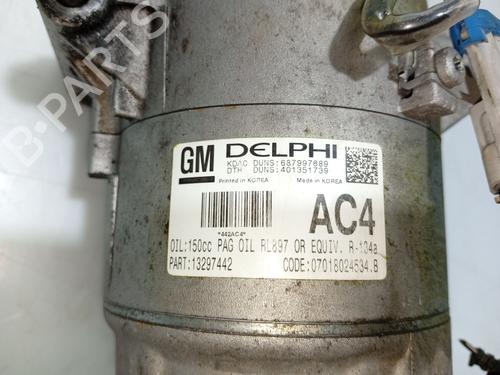 B-PARTS
GM DELPHI
KDAC DUNS:687997889
DTH DUNS:401351739
Printed in KOREA Made in KOREA
AC4
*442AC4*
OIL:150cc PAG OIL RL897 OR EQUIV. R-134a
PART:13297442 CODE:07018024534.B